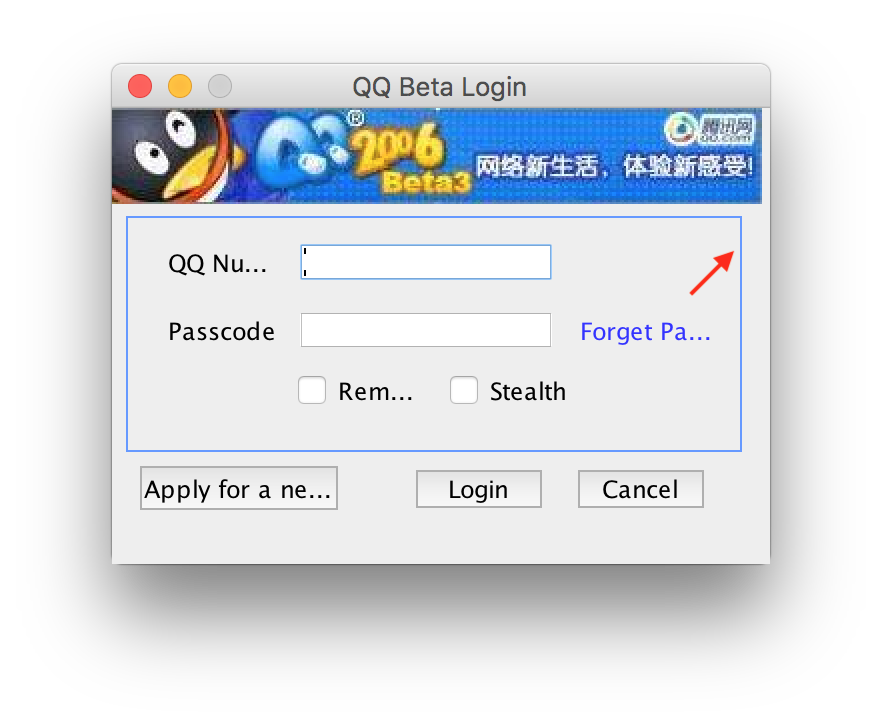 QQ Beta Login
QQ®2006
Beta3
腾讯网
QQ.com
网络新生活，体验新感受!
QQ Nu...
Passcode
Forget Pa...
Rem...
Stealth
Apply for a ne...
Login
Cancel